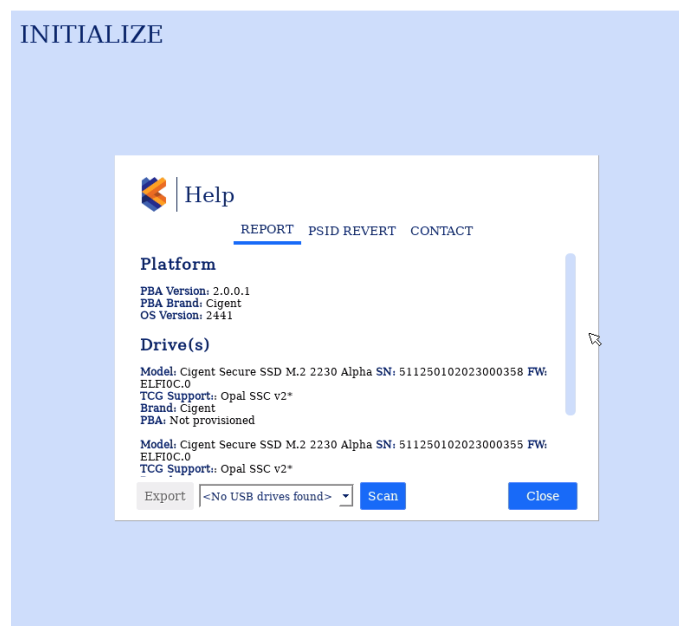 INITIALIZE
Help
REPORT PSID REVERT CONTACT
Platform
PBA Version: 2.0.0.1
PBA Brand: Cigent
OS Version: 2441
Drive(s)
Model: Cigent Secure SSD M.2 2230 Alpha SN: 511250102023000358 FW:
ELFI0C.0
TCG Support:: Opal SSC v2*
Brand: Cigent
PBA: Not provisioned
Model: Cigent Secure SSD M.2 2230 Alpha SN: 511250102023000355 FW:
ELFI0C.0
TCG Support:: Opal SSC v2*
Export <No USB drives found> Scan Close